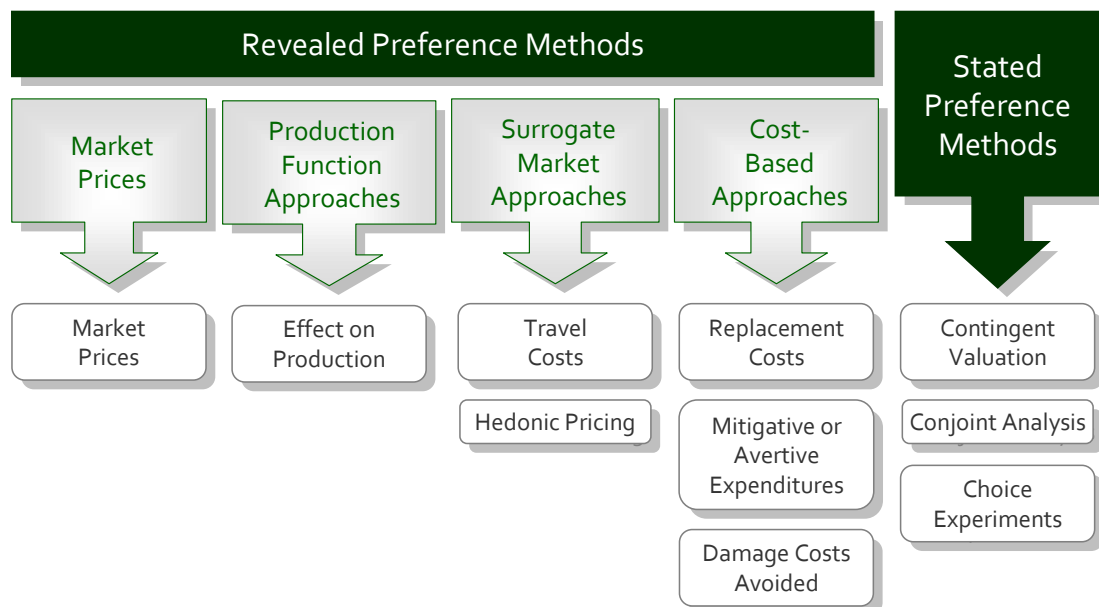 Revealed Preference Methods
Stated
Preference
Methods
Market
Prices
Production
Function
Approaches
Surrogate
Market
Approaches
Cost-
Based
Approaches
Market
Prices
Effect on
Production
Travel
Costs
Replacement
Costs
Contingent
Valuation
Hedonic Pricing
Mitigative or
Avertive
Expenditures
Conjoint Analysis
Choice
Experiments
Damage Costs
Avoided